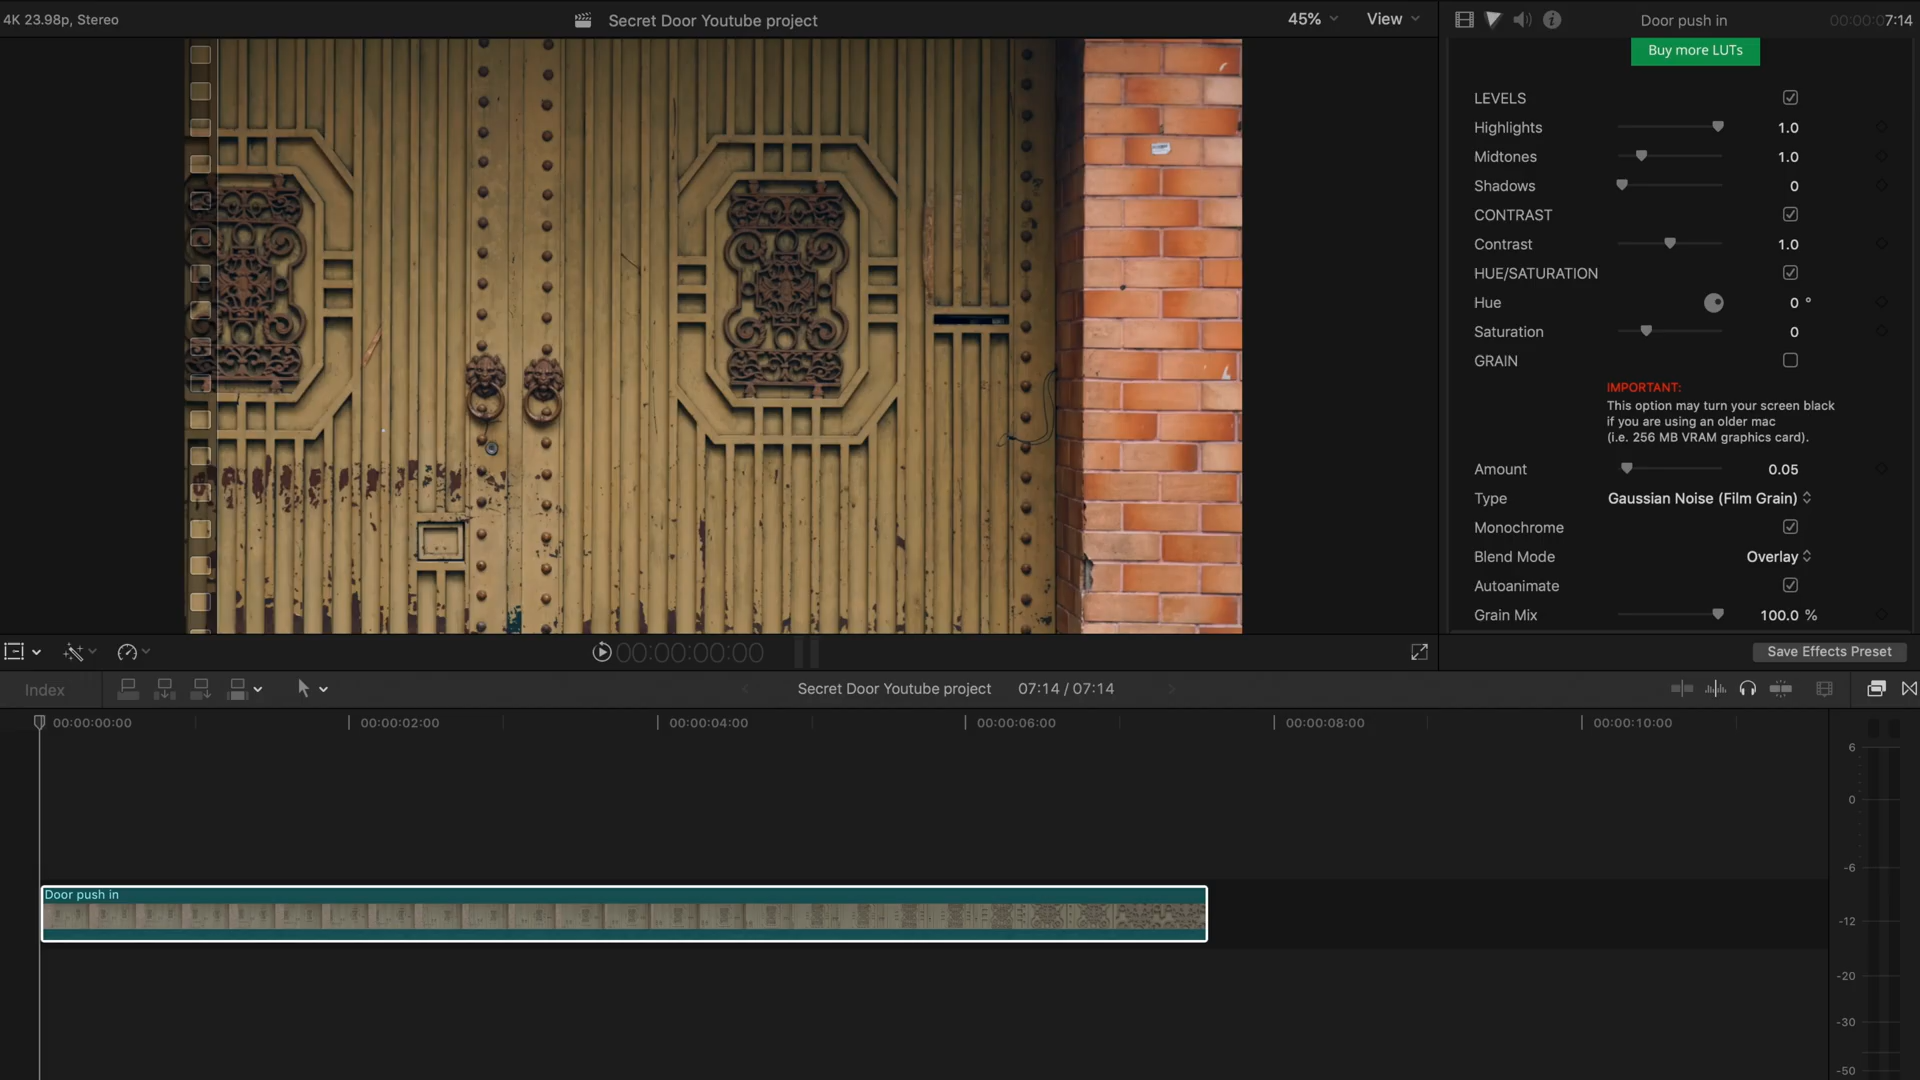 4K 23.98p, Stereo
Secret Door Youtube project
45%
View
Door push in
00:00:07:14
Buy more LUTs
LEVELS
Highlights 1.0
Midtones 1.0
Shadows 0
CONTRAST
Contrast 1.0
HUE/SATURATION
Hue 0 °
Saturation 0
GRAIN
IMPORTANT:
This option may turn your screen black
if you are using an older mac
(i.e. 256 MB VRAM graphics card).
Amount 0.05
Type Gaussian Noise (Film Grain)
Monochrome
Blend Mode Overlay
Autoanimate
Grain Mix 100.0 %
00:00:00:00
Save Effects Preset
Index
Secret Door Youtube project 07:14 / 07:14
00:00:00:00 00:00:02:00 00:00:04:00 00:00:06:00 00:00:08:00 00:00:10:00
6
0
-6
Door push in
-12
-20
-30
-50